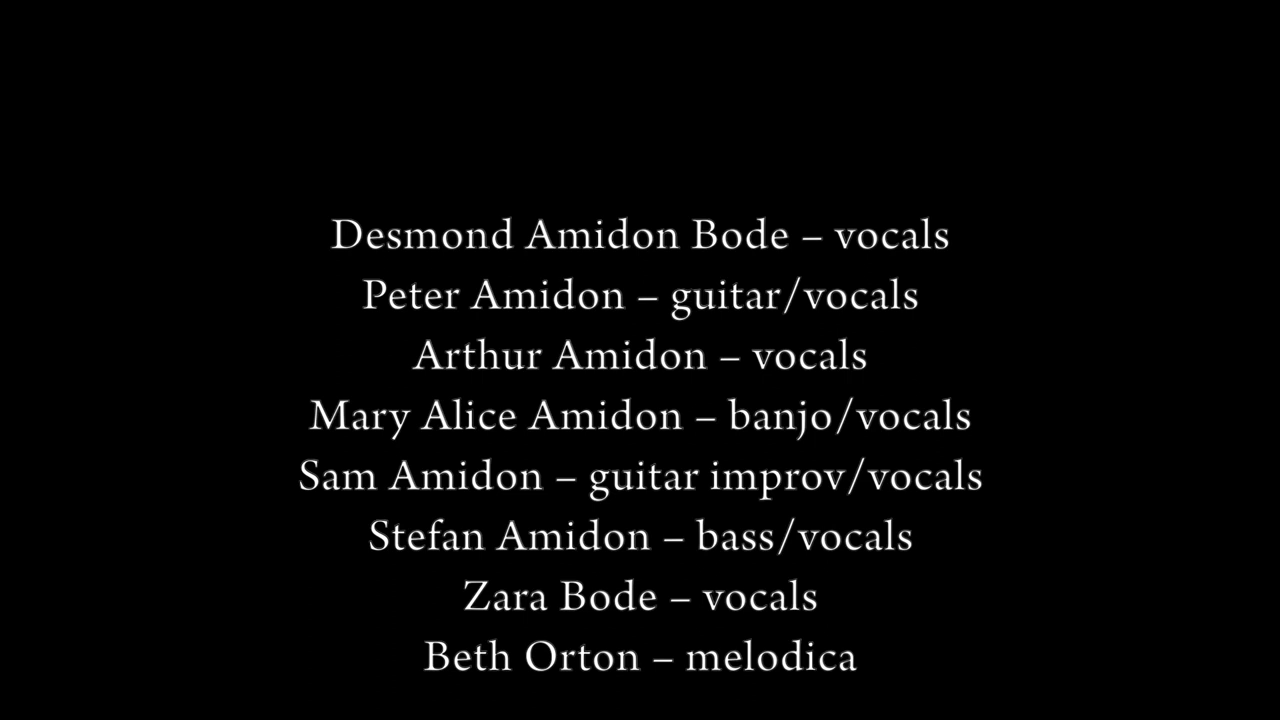 Desmond Amidon Bode – vocals
Peter Amidon – guitar/vocals
Arthur Amidon – vocals
Mary Alice Amidon – banjo/vocals
Sam Amidon – guitar improv/vocals
Stefan Amidon – bass/vocals
Zara Bode – vocals
Beth Orton – melodica